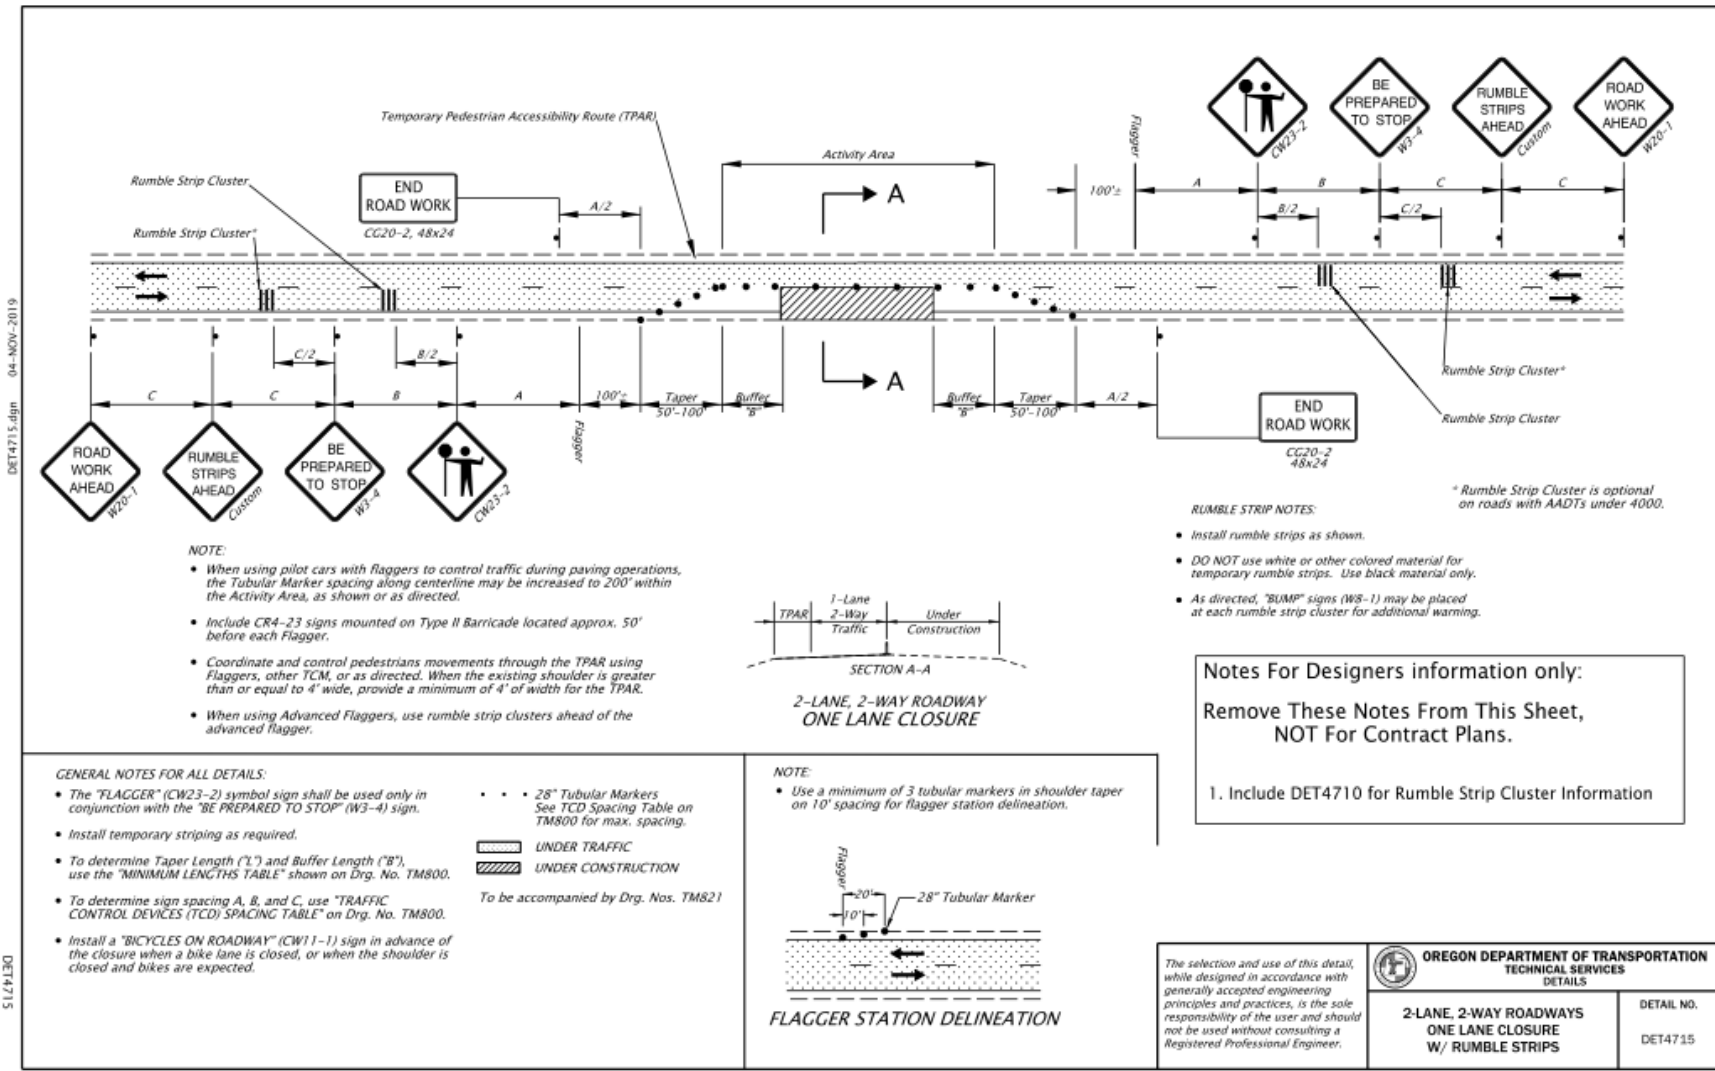 BE
PREPARED
TO STOP
RUMBLE
STRIPS
AHEAD
ROAD
WORK
AHEAD
CW23-2
W3-4
Custom
W20-1
Temporary Pedestrian Accessibility Route (TPAR)
Flagger
Activity Area
Rumble Strip Cluster
END
ROAD WORK
CG20-2, 48x24
A/2
A
100'±
A
B
C
C
B/2
C/2
Rumble Strip Cluster*
C/2
B/2
C
C
B
A
100'±
Taper
50'-100'
Buffer
"B"
A
Buffer
"B"
Taper
50'-100'
A/2
Rumble Strip Cluster*
Rumble Strip Cluster
Flagger
END
ROAD WORK
CG20-2
48x24
ROAD
WORK
AHEAD
W20-1
RUMBLE
STRIPS
AHEAD
Custom
BE
PREPARED
TO STOP
W3-4
CW23-2
* Rumble Strip Cluster is optional
on roads with AADTs under 4000.
RUMBLE STRIP NOTES:
• Install rumble strips as shown.
• DO NOT use white or other colored material for
temporary rumble strips. Use black material only.
• As directed, "BUMP" signs (W8-1) may be placed
at each rumble strip cluster for additional warning.
NOTE:
• When using pilot cars with flaggers to control traffic during paving operations,
the Tubular Marker spacing along centerline may be increased to 200' within
the Activity Area, as shown or as directed.
• Include CR4-23 signs mounted on Type II Barricade located approx. 50'
before each Flagger.
• Coordinate and control pedestrians movements through the TPAR using
Flaggers, other TCM, or as directed. When the existing shoulder is greater
than or equal to 4' wide, provide a minimum of 4' of width for the TPAR.
• When using Advanced Flaggers, use rumble strip clusters ahead of the
advanced flagger.
TPAR
1-Lane
2-Way
Traffic
Under
Construction
SECTION A-A
2-LANE, 2-WAY ROADWAY
ONE LANE CLOSURE
Notes For Designers information only:
Remove These Notes From This Sheet,
NOT For Contract Plans.
1. Include DET4710 for Rumble Strip Cluster Information
GENERAL NOTES FOR ALL DETAILS:
• The "FLAGGER" (CW23-2) symbol sign shall be used only in
conjunction with the "BE PREPARED TO STOP" (W3-4) sign.
• Install temporary striping as required.
• To determine Taper Length ("L") and Buffer Length ("B"),
use the "MINIMUM LENGTHS TABLE" shown on Drg. No. TM800.
• To determine sign spacing A, B, and C, use "TRAFFIC
CONTROL DEVICES (TCD) SPACING TABLE" on Drg. No. TM800.
• Install a "BICYCLES ON ROADWAY" (CW11-1) sign in advance of
the closure when a bike lane is closed, or when the shoulder is
closed and bikes are expected.
28" Tubular Markers
See TCD Spacing Table on
TM800 for max. spacing.
UNDER TRAFFIC
UNDER CONSTRUCTION
To be accompanied by Drg. Nos. TM821
NOTE:
• Use a minimum of 3 tubular markers in shoulder taper
on 10' spacing for flagger station delineation.
Flagger
20'
10'
28" Tubular Marker
FLAGGER STATION DELINEATION
The selection and use of this detail,
while designed in accordance with
generally accepted engineering
principles and practices, is the sole
responsibility of the user and should
not be used without consulting a
Registered Professional Engineer.
OREGON DEPARTMENT OF TRANSPORTATION
TECHNICAL SERVICES
DETAILS
2-LANE, 2-WAY ROADWAYS
ONE LANE CLOSURE
W/ RUMBLE STRIPS
DETAIL NO.
DET4715
DET4715.dgn 04-NOV-2019
DET4715